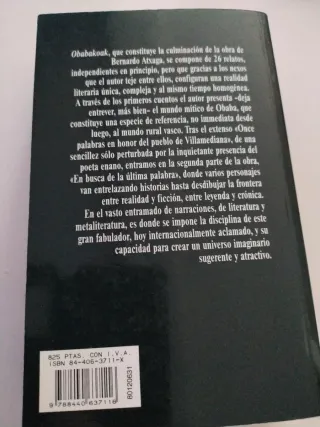 Obabakoak, que constituye la culminación de la obra de
Bernardo Atxaga, se compone de 26 relatos,
independientes en principio, pero que gracias a los nexos
que el autor teje entre ellos, configuran una realidad
literaria única, compleja y al mismo tiempo homogénea.
A través de los primeros cuentos el autor presenta -deja
entrever, más bien- el mundo mítico de Obaba, que
constituye una especie de referencia, no immediata desde
luego, al mundo rural vasco. Tras el extenso «Once
palabras en honor del pueblo de Villamediana», de una
sencillez sólo perturbada por la inquietante presencia del
poeta enano, entramos en la segunda parte de la obra,
«En busca de la última palabra», donde varios personajes
van entrelazando historias hasta desdibujar la frontera
entre realidad y ficción, entre leyenda y crónica.
En el vasto entramado de narraciones, de literatura y
metaliteratura, es donde se impone la disciplina de este
gran fabulador, hoy internacionalmente aclamado, y su
capacidad para crear un universo imaginario
sugerente y atractivo.
825 PTAS. CON I.V.A.
ISBN 84-406-3711-X
9 788440 637116
60120631